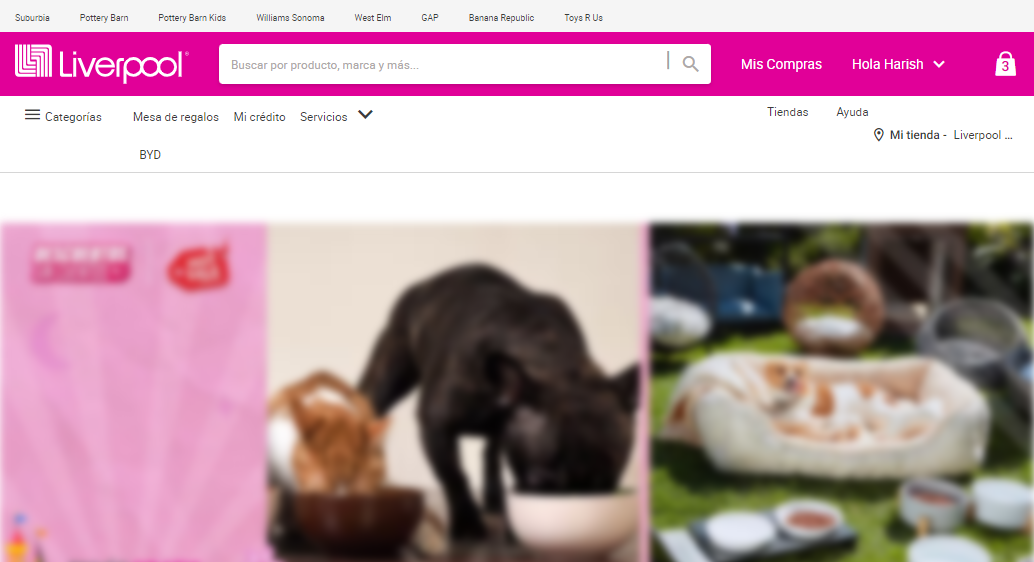 Suburbia Pottery Barn Pottery Barn Kids Williams Sonoma West Elm GAP Banana Republic Toys R Us
Liverpool® Buscar por producto, marca y más... Mis Compras Hola Harish 3
Categorías Mesa de regalos Mi crédito Servicios Tiendas Ayuda
Mi tienda - Liverpool ...
BYD